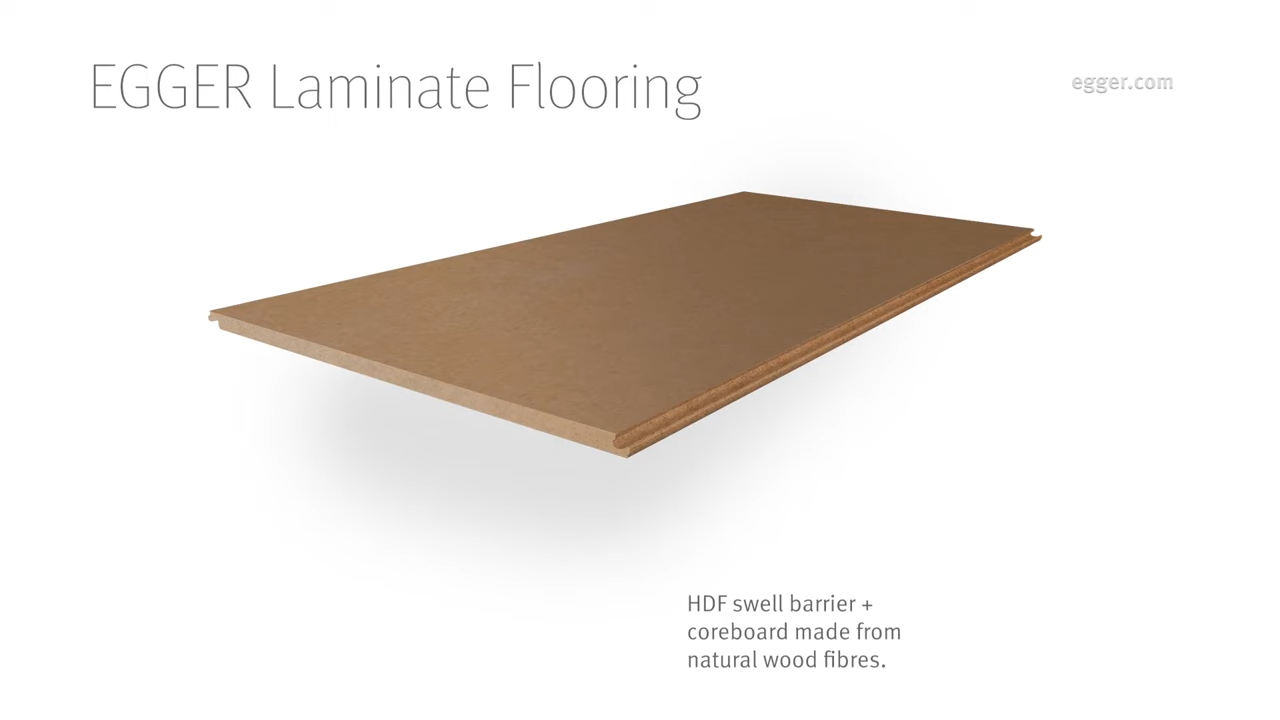 EGGER Laminate Flooring
egger.com
HDF swell barrier +
coreboard made from
natural wood fibres.